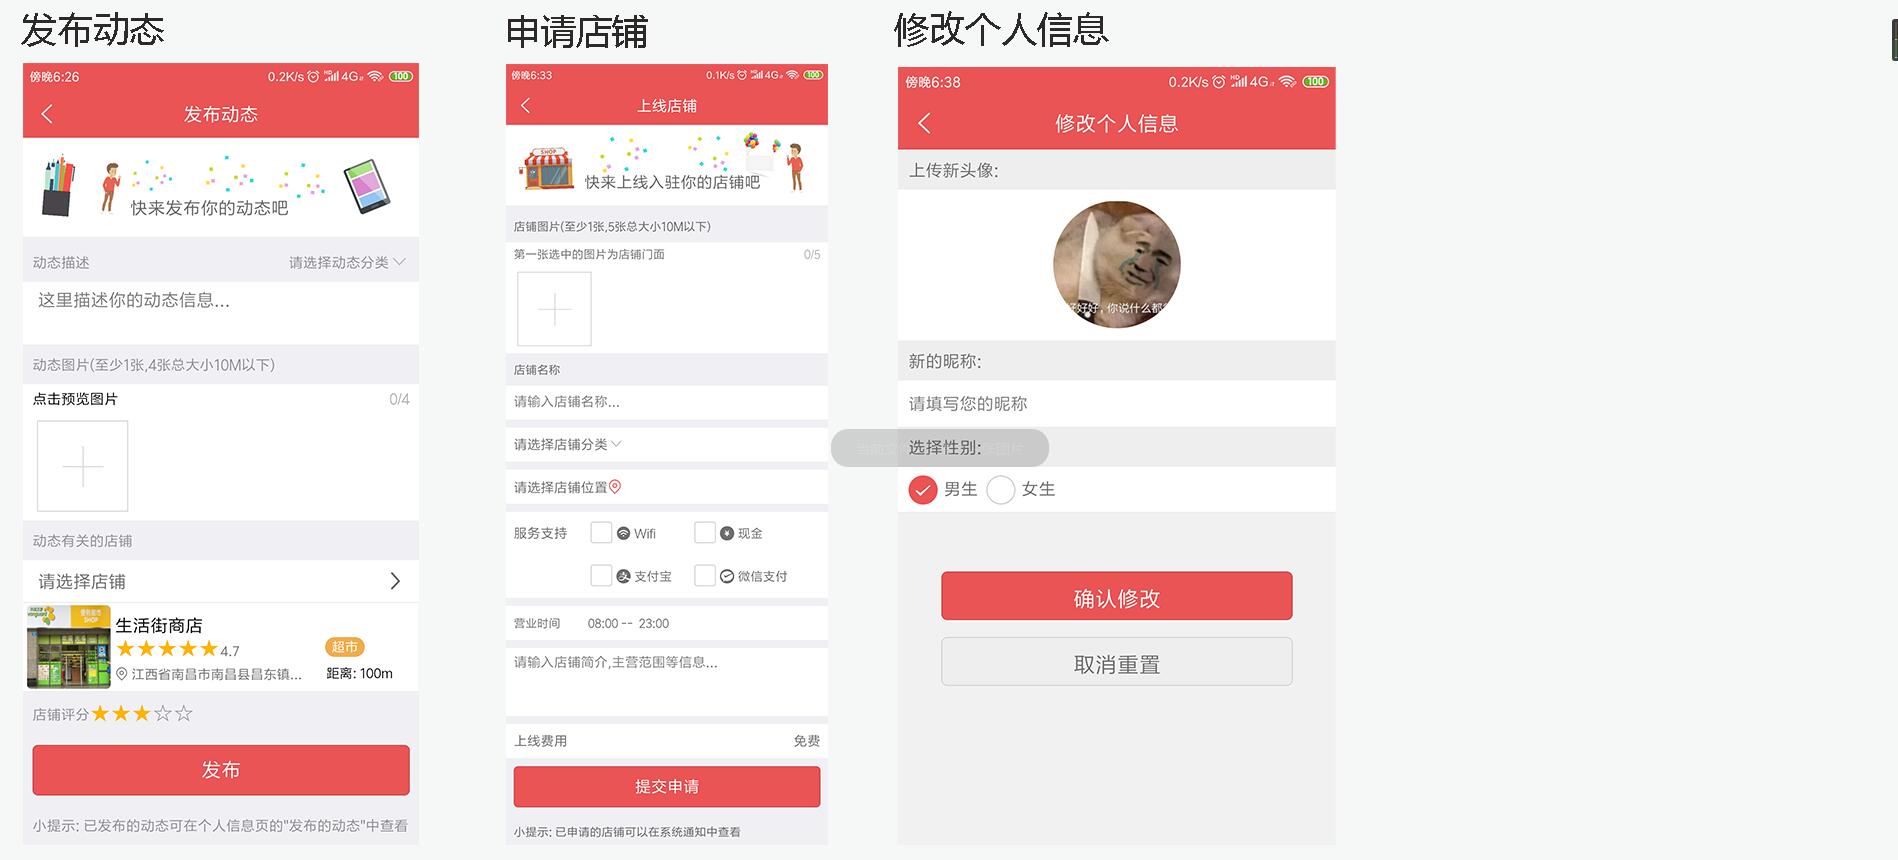 发布动态
傍晚6:26
0.2K/s
HD
4G
100
发布动态
快来发布你的动态吧
动态描述
请选择动态分类
这里描述你的动态信息...
动态图片(至少1张,4张总大小10M以下)
点击预览图片
0/4
动态有关的店铺
请选择店铺
SHOP
生活街商店
4.7
超市
江西省南昌市南昌县昌东镇...
距离: 100m
店铺评分
发布
小提示: 已发布的动态可在个人信息页的"发布的动态"中查看
申请店铺
傍晚6:33
0.1K/s
HD
4G
100
上线店铺
SHOP
快来上线入驻你的店铺吧
店铺图片(至少1张,5张总大小10M以下)
第一张选中的图片为店铺门面
0/5
店铺名称
请输入店铺名称...
请选择店铺分类
请选择店铺位置
服务支持
Wifi
现金
支付宝
微信支付
营业时间
08:00 -- 23:00
请输入店铺简介,主营范围等信息...
上线费用
免费
提交申请
小提示: 已申请的店铺可以在系统通知中查看
修改个人信息
傍晚6:38
0.2K/s
HD
4G
100
修改个人信息
上传新头像:
好好好，你说什么都
新的昵称:
请填写您的昵称
选择性别:
男生
女生
确认修改
取消重置